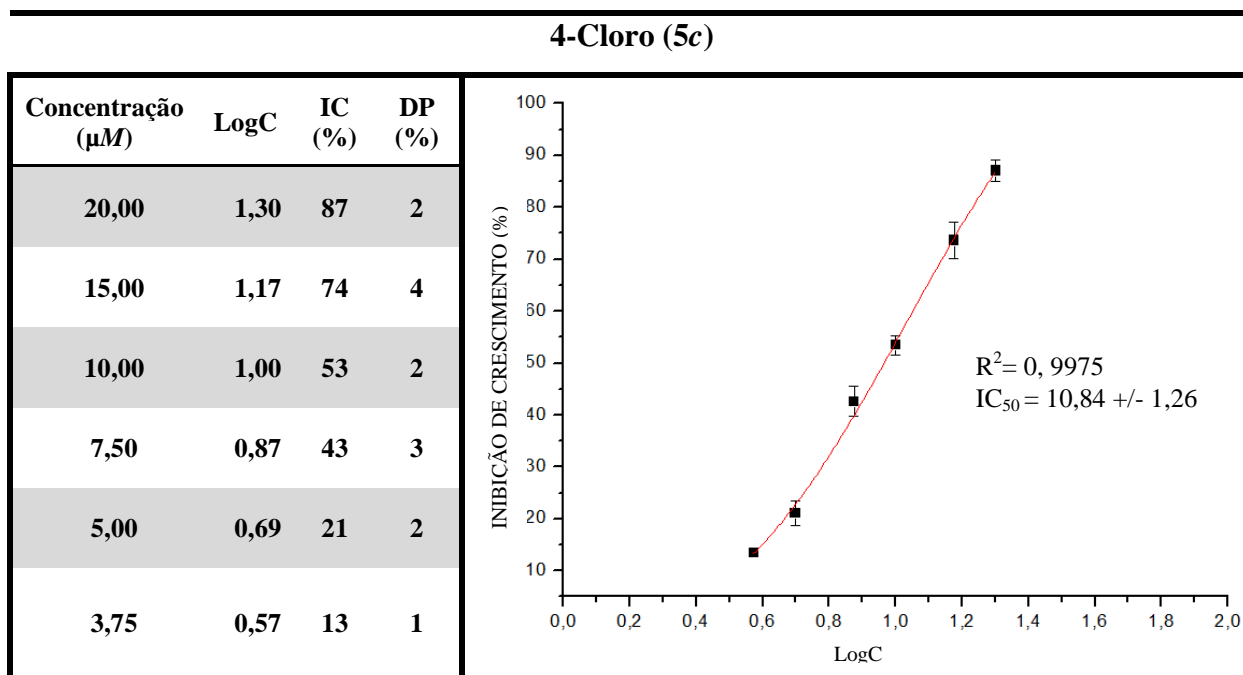 4-Cloro (5c)
Concentração (µM) LogC IC (%) DP (%)
20,00 1,30 87 2
15,00 1,17 74 4
10,00 1,00 53 2
7,50 0,87 43 3
5,00 0,69 21 2
3,75 0,57 13 1
INIBIÇÃO DE CRESCIMENTO (%)
100
90
80
70
60
50
40
30
20
10
R²= 0, 9975
IC₅₀ = 10,84 +/- 1,26
0,0 0,2 0,4 0,6 0,8 1,0 1,2 1,4 1,6 1,8 2,0
LogC